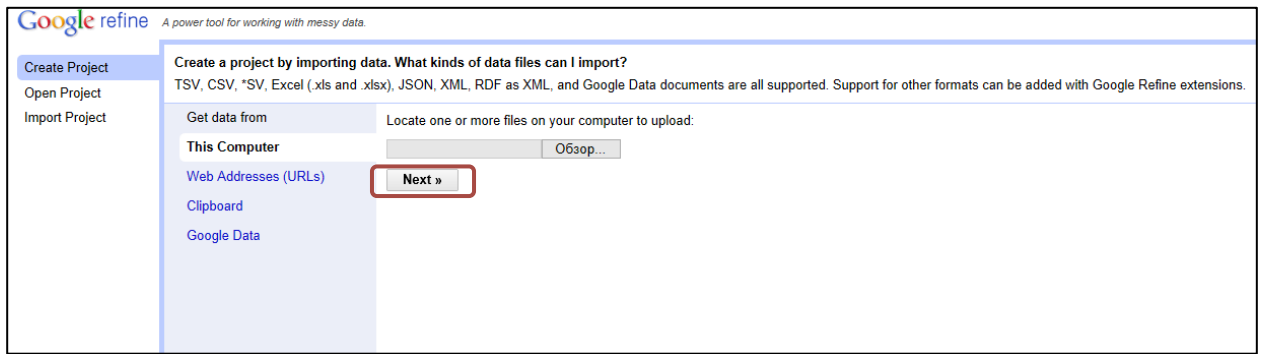 Google refine A power tool for working with messy data.
Create Project
Open Project
Import Project
Create a project by importing data. What kinds of data files can I import?
TSV, CSV, *SV, Excel (.xls and .xlsx), JSON, XML, RDF as XML, and Google Data documents are all supported. Support for other formats can be added with Google Refine extensions.
Get data from
This Computer
Web Addresses (URLs)
Clipboard
Google Data
Locate one or more files on your computer to upload:
Обзор...
Next »